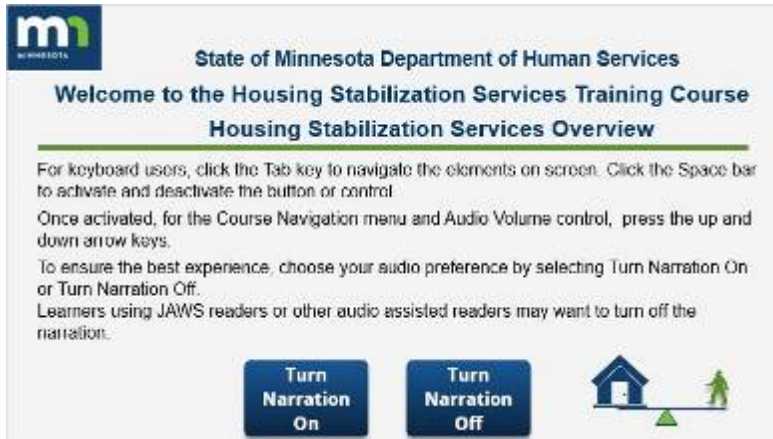 MINNESOTA
State of Minnesota Department of Human Services
Welcome to the Housing Stabilization Services Training Course
Housing Stabilization Services Overview
For keyboard users, click the Tab key to navigate the elements on screen. Click the Space bar
to activate and deactivate the button or control
Once activated, for the Course Navigation menu and Audio Volume control, press the up and
down arrow keys.
To ensure the best experience, choose your audio preference by selecting Turn Narration On
or Turn Narration Off.
Learners using JAWS readers or other audio assisted readers may want to turn off the
narration.
Turn
Narration
On
Turn
Narration
Off